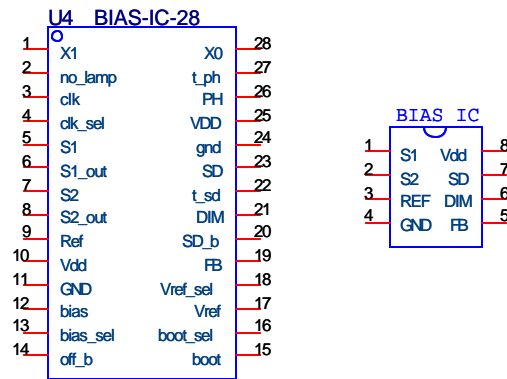 U4 BIAS-IC-28
1 X1 X0 28
2 no_lamp t_ph 27
3 clk PH 26
4 clk_sel VDD 25
5 S1 gnd 24
6 S1_out SD 23
7 S2 t_sd 22
8 S2_out DIM 21
9 Ref SD_b 20
10 Vdd FB 19
11 GND Vref_sel 18
12 bias Vref 17
13 bias_sel boot_sel 16
14 off_b boot 15
BIAS IC
1 S1 Vdd 8
2 S2 SD 7
3 REF DIM 6
4 GND FB 5